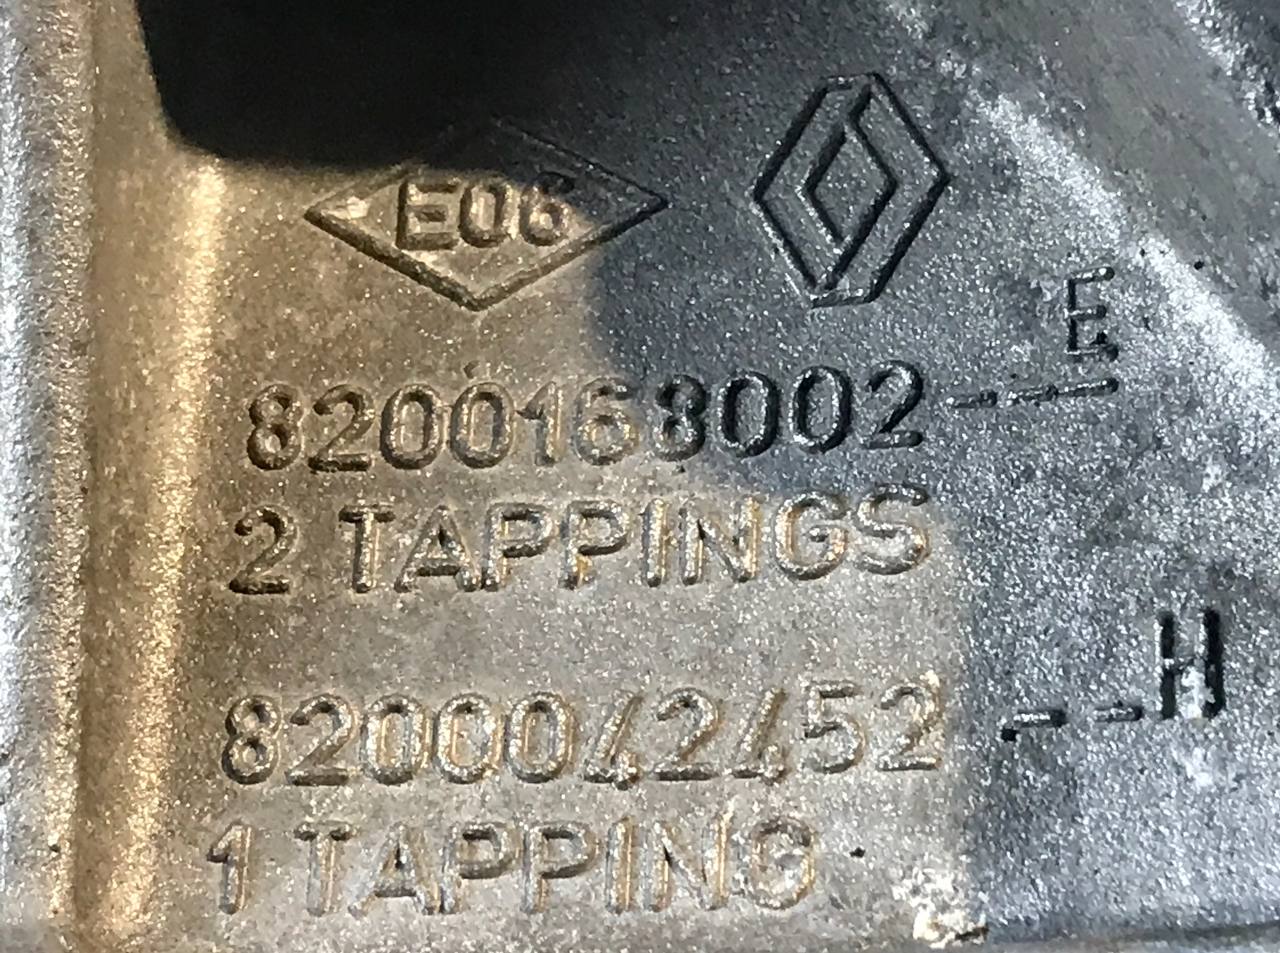 E06
8200168002---E
2 TAPPINGS
8200042452--H
1 TAPPING